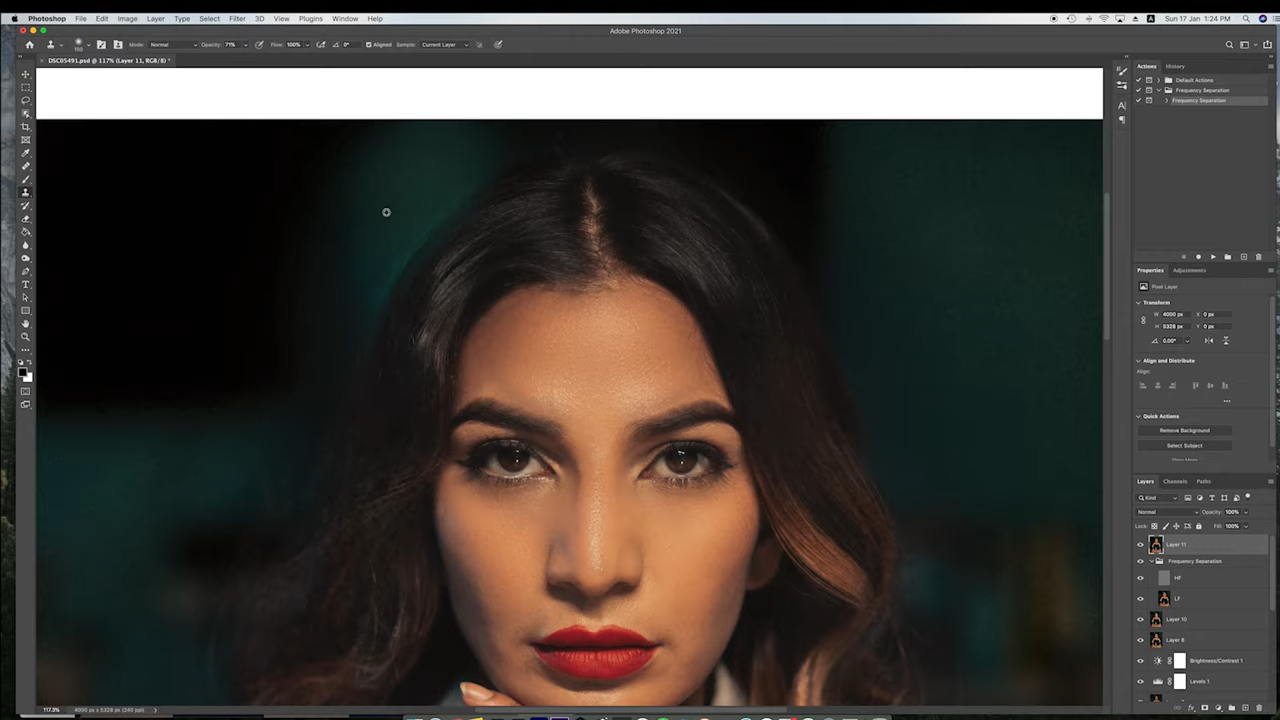 Photoshop File Edit Image Layer Type Select Filter 3D View Plugins Window Help Sun 17 Jan 1:24 PM
Adobe Photoshop 2021
150 Mode: Normal Opacity: 71% Flow: 100% 0° Aligned Sample: Current Layer
DSC05491.psd @ 117% (Layer 11, RGB/8) *
Actions History
Default Actions
Frequency Separation
Frequency Separation
Properties Adjustments
Pixel Layer
Transform
W 4000 px X 0 px
H 5328 px Y 0 px
0.00°
Align and Distribute
Align:
Quick Actions
Remove Background
Select Subject
View More
Layers Channels Paths
Kind
Normal Opacity: 100%
Lock: Fill: 100%
Layer 11
Frequency Separation
HF
LF
Layer 10
Layer 8
Brightness/Contrast 1
Levels 1
117.3% 4000 px x 5328 px (240 ppi)